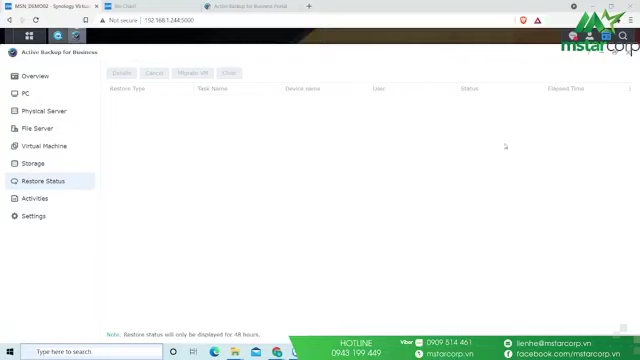 MSN_DEMO02 - Synology Virtu
Active Backup for Business Portal
Not secure
192.168.1.244:5000
mstarcorp
Active Backup for Business
Details
Cancel
Migrate VM
Clear
Restore Type
Task Name
Device name
User
Status
Elapsed Time
Overview
PC
Physical Server
File Server
Virtual Machine
Storage
Restore Status
Activities
Settings
Note: Restore status will only be displayed for 48 hours.
Type here to search
HOTLINE
0943 199 449
Viber
0909 514 461
mstarcorp.vn
lienhe@mstarcorp.vn
facebook.com/mstarcorp.vn